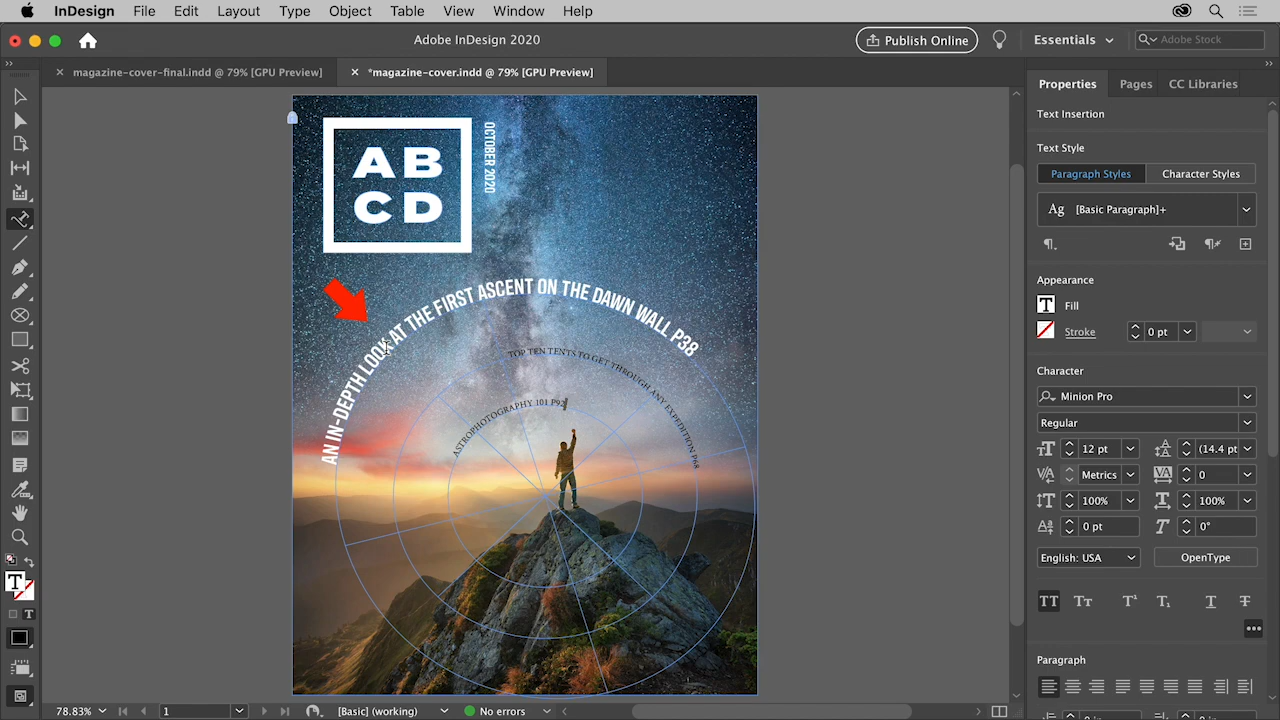 InDesign File Edit Layout Type Object Table View Window Help
Adobe InDesign 2020
Publish Online
Essentials
Adobe Stock
magazine-cover-final.indd @ 79% [GPU Preview]
*magazine-cover.indd @ 79% [GPU Preview]
Properties Pages CC Libraries
Text Insertion
Text Style
Paragraph Styles Character Styles
Ag [Basic Paragraph]+
Appearance
T Fill
Stroke 0 pt
Character
Minion Pro
Regular
12 pt (14.4 pt
Metrics 0
100% 100%
0 pt 0°
English: USA OpenType
Paragraph
AB
CD
OCTOBER 2020
AN IN-DEPTH LOOK AT THE FIRST ASCENT ON THE DAWN WALL P38
TOP TEN TENTS TO GET THROUGH ANY EXPEDITION P68
ASTROPHOTOGRAPHY 101 P92
78.83% 1 [Basic] (working) No errors